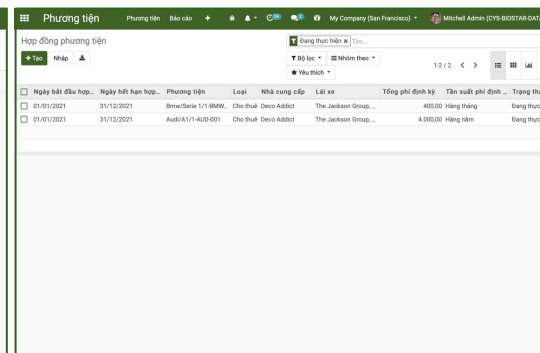 Phương tiện Phương tiện Báo cáo + My Company (San Francisco) Mitchell Admin (CYS-BIOSTAR-DAT
Hợp đồng phương tiện Đang thực hiện × Tìm...
+ Tạo Nhập Bộ lọc Nhóm theo 1-2 / 2
Yêu thích
Ngày bắt đầu hợp... Ngày hết hạn hợp... Phương tiện Loại Nhà cung cấp Lái xe Tổng phí định kỳ Tần suất phí định ... Trạng th
01/01/2021 31/12/2021 Bmw/Serie 1/1-BMW... Cho thuê Deco Addict The Jackson Group, ... 400,00 Hàng tháng Đang thực
01/01/2021 31/12/2021 Audi/A1/1-AUD-001 Cho thuê Deco Addict The Jackson Group, ... 4.000,00 Hàng năm Đang thực